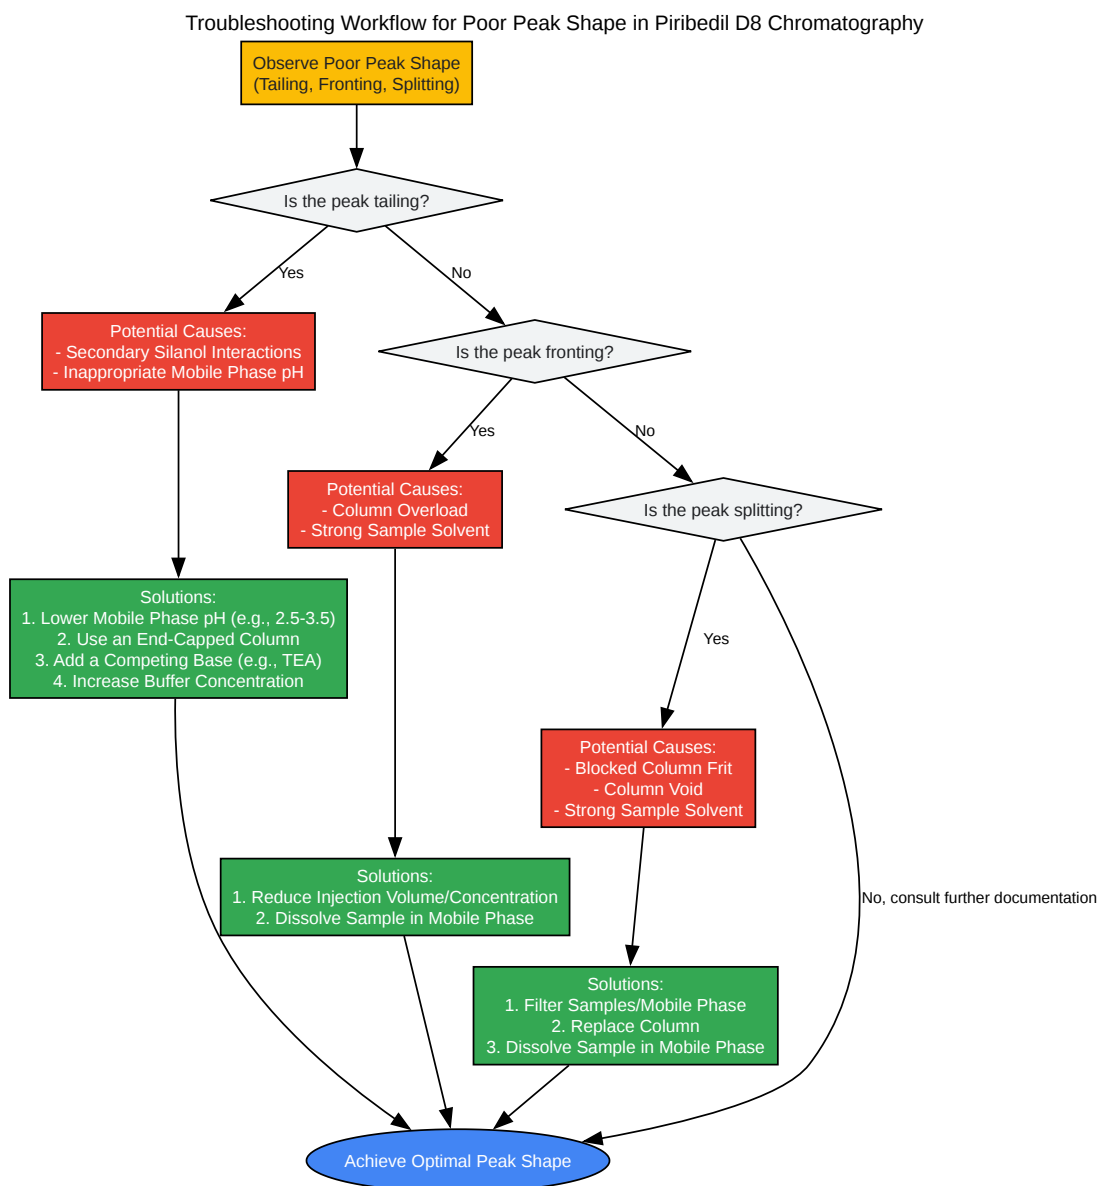 Troubleshooting Workflow for Poor Peak Shape in Piribedil D8 Chromatography
Observe Poor Peak Shape
(Tailing, Fronting, Splitting)
Is the peak tailing?
Yes
No
Potential Causes:
- Secondary Silanol Interactions
- Inappropriate Mobile Phase pH
Is the peak fronting?
Yes
No
Potential Causes:
- Column Overload
- Strong Sample Solvent
Is the peak splitting?
Solutions:
1. Lower Mobile Phase pH (e.g., 2.5-3.5)
2. Use an End-Capped Column
3. Add a Competing Base (e.g., TEA)
4. Increase Buffer Concentration
Yes
Potential Causes:
- Blocked Column Frit
- Column Void
- Strong Sample Solvent
Solutions:
1. Reduce Injection Volume/Concentration
2. Dissolve Sample in Mobile Phase
No, consult further documentation
Solutions:
1. Filter Samples/Mobile Phase
2. Replace Column
3. Dissolve Sample in Mobile Phase
Achieve Optimal Peak Shape